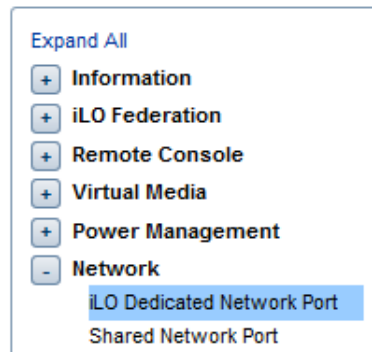 Expand All
+ Information
+ iLO Federation
+ Remote Console
+ Virtual Media
+ Power Management
- Network
iLO Dedicated Network Port
Shared Network Port